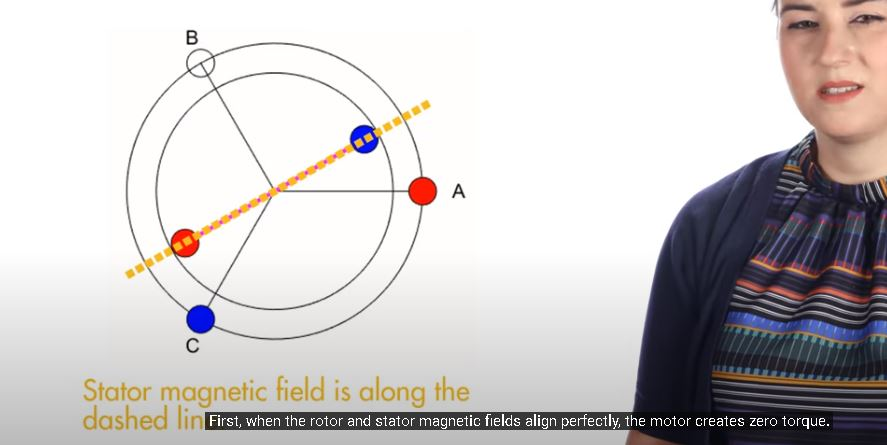 B
A
C
Stator magnetic field is along the
dashed lin
First, when the rotor and stator magnetic fields align perfectly, the motor creates zero torque.